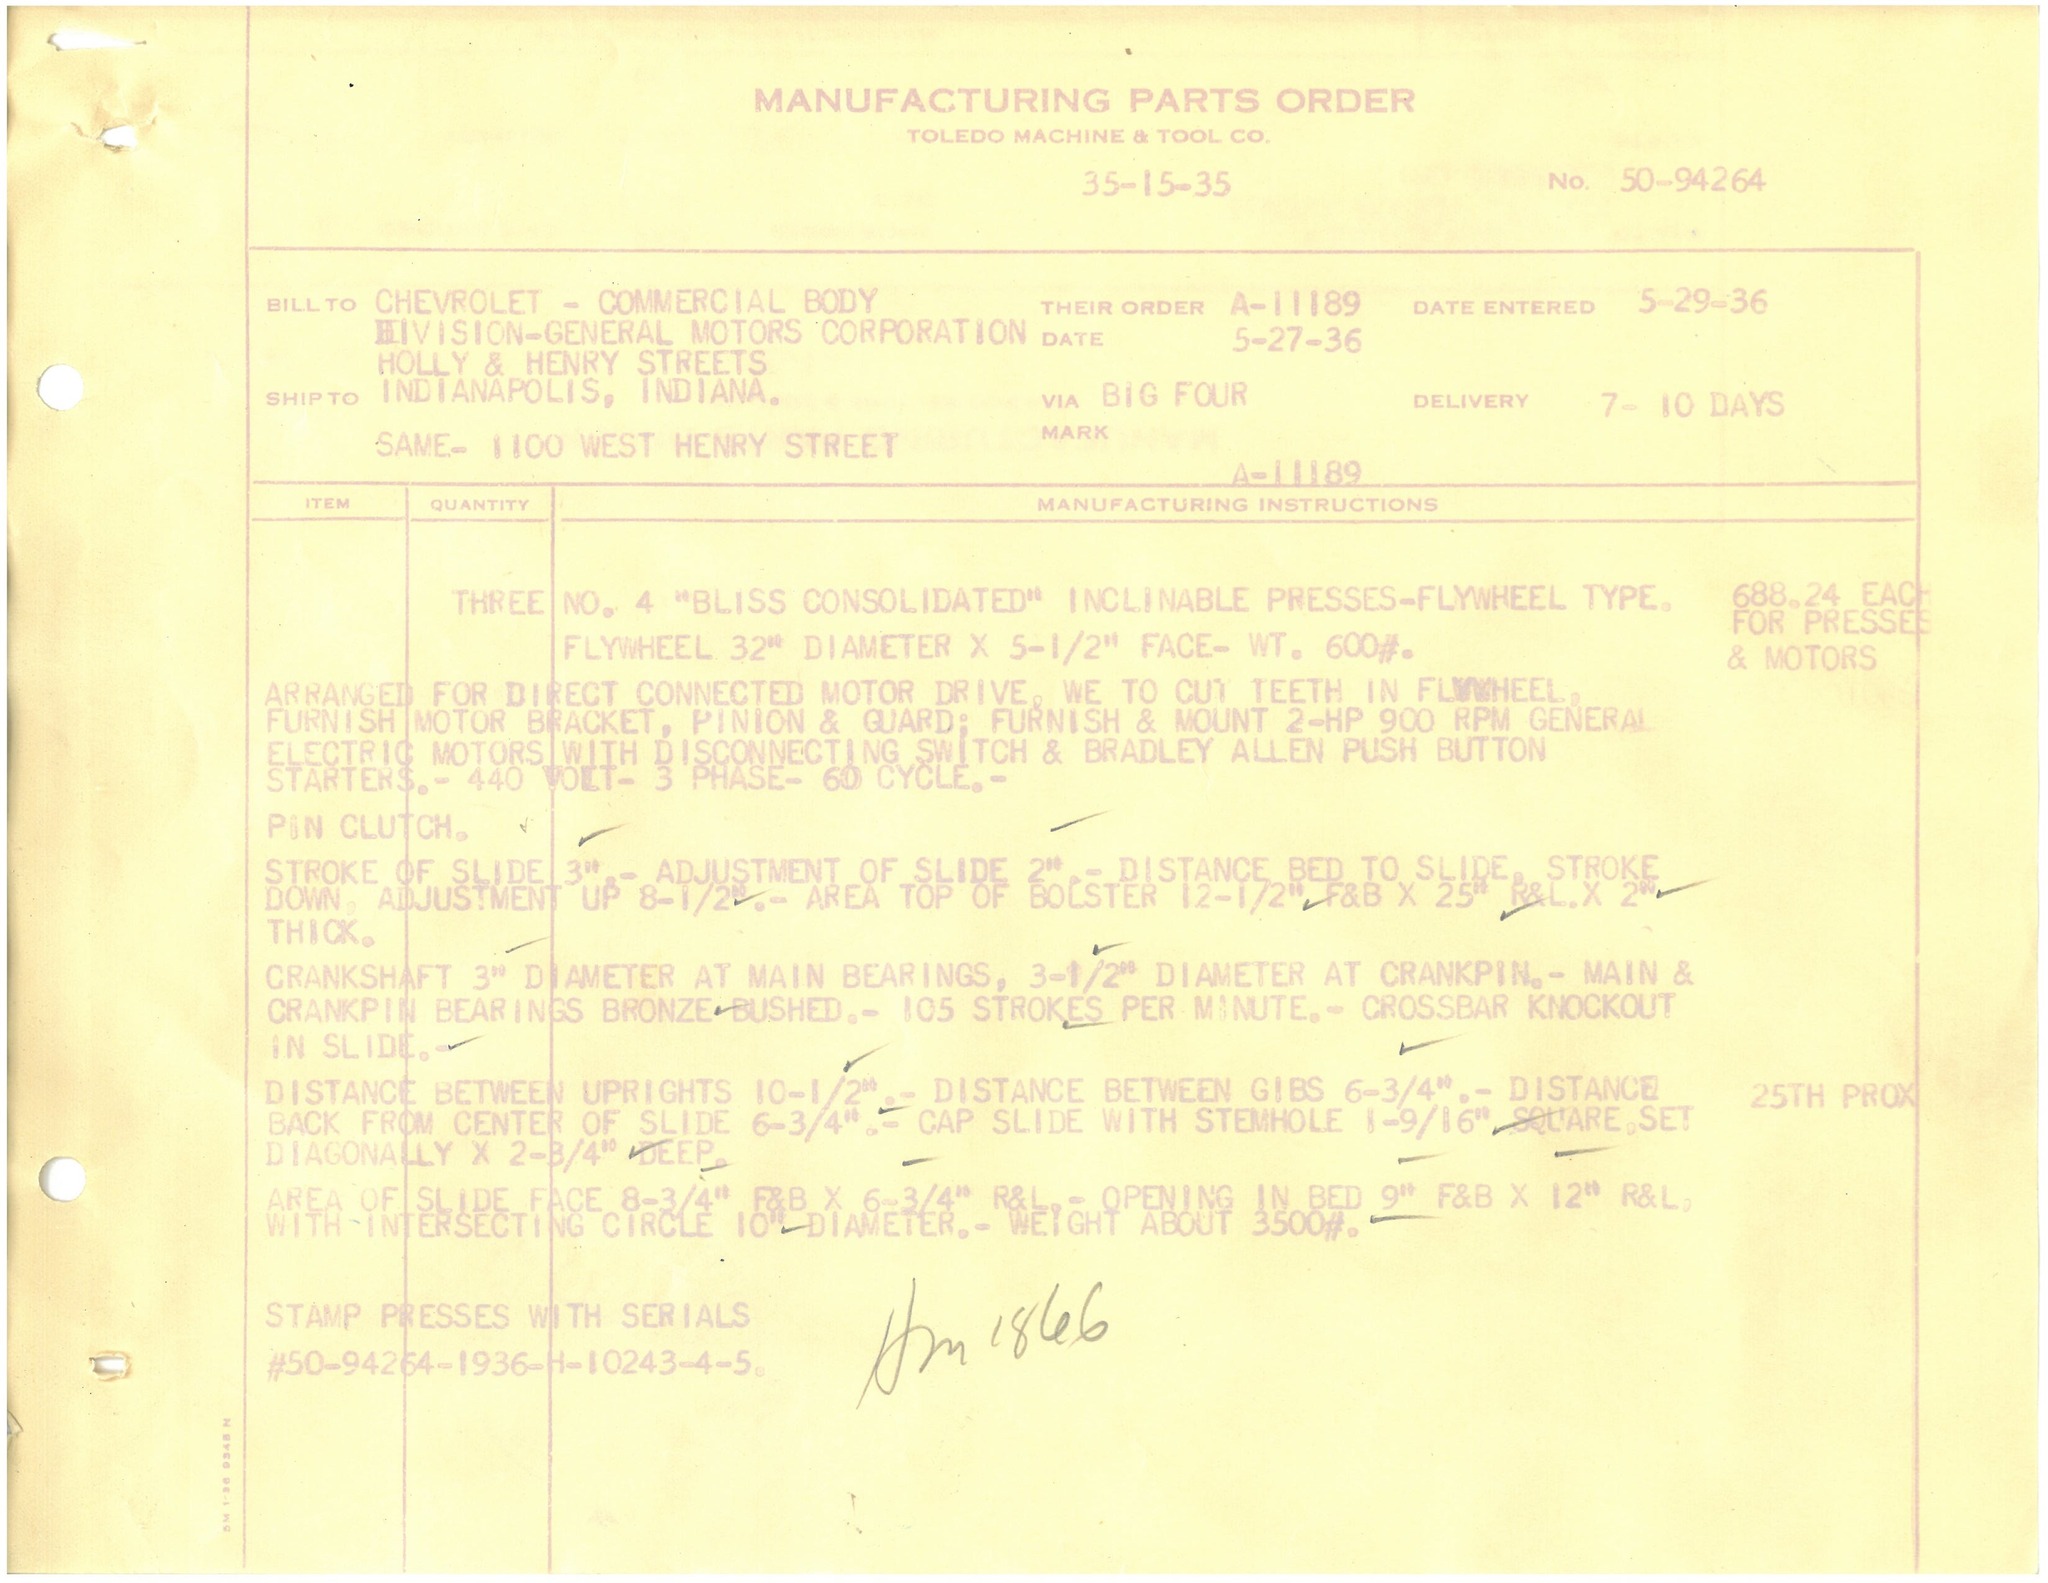 MANUFACTURING PARTS ORDER
TOLEDO MACHINE & TOOL CO.
35-15-35
No. 50-94264
BILL TO CHEVROLET - COMMERCIAL BODY
DIVISION-GENERAL MOTORS CORPORATION
HOLLY & HENRY STREETS
SHIP TO INDIANAPOLIS, INDIANA.
SAME- 1100 WEST HENRY STREET
THEIR ORDER A-11189
DATE 5-27-36
VIA BIG FOUR
MARK
A-11189
DATE ENTERED 5-29-36
DELIVERY 7- 10 DAYS
ITEM QUANTITY MANUFACTURING INSTRUCTIONS
THREE NO. 4 "BLISS CONSOLIDATED" INCLINABLE PRESSES-FLYWHEEL TYPE.
FLYWHEEL 32" DIAMETER X 5-1/2" FACE- WT. 600#.
688.24 EACH
FOR PRESSES
& MOTORS
ARRANGED FOR DIRECT CONNECTED MOTOR DRIVE, WE TO CUT TEETH IN FLYWHEEL,
FURNISH MOTOR BRACKET, PINION & GUARD; FURNISH & MOUNT 2-HP 900 RPM GENERAL
ELECTRIC MOTORS WITH DISCONNECTING SWITCH & BRADLEY ALLEN PUSH BUTTON
STARTERS.- 440 VOLT- 3 PHASE- 60 CYCLE.-
PIN CLUTCH.
STROKE OF SLIDE 3".- ADJUSTMENT OF SLIDE 2".- DISTANCE BED TO SLIDE, STROKE
DOWN, ADJUSTMENT UP 8-1/2".- AREA TOP OF BOLSTER 12-1/2" F&B X 25" R&L.X 2"
THICK.
CRANKSHAFT 3" DIAMETER AT MAIN BEARINGS, 3-1/2" DIAMETER AT CRANKPIN.- MAIN &
CRANKPIN BEARINGS BRONZE BUSHED.- 105 STROKES PER MINUTE.- CROSSBAR KNOCKOUT
IN SLIDE.-
DISTANCE BETWEEN UPRIGHTS 10-1/2".- DISTANCE BETWEEN GIBS 6-3/4".- DISTANCE
BACK FROM CENTER OF SLIDE 6-3/4".- CAP SLIDE WITH STEMHOLE 1-9/16" SQUARE,SET
DIAGONALLY X 2-3/4" DEEP.
25TH PROX
AREA OF SLIDE FACE 8-3/4" F&B X 6-3/4" R&L.- OPENING IN BED 9" F&B X 12" R&L,
WITH INTERSECTING CIRCLE 10" DIAMETER.- WEIGHT ABOUT 3500#.
STAMP PRESSES WITH SERIALS
#50-94264-1936-H-10243-4-5.
Hm 1866
5M 1-36 9348 N